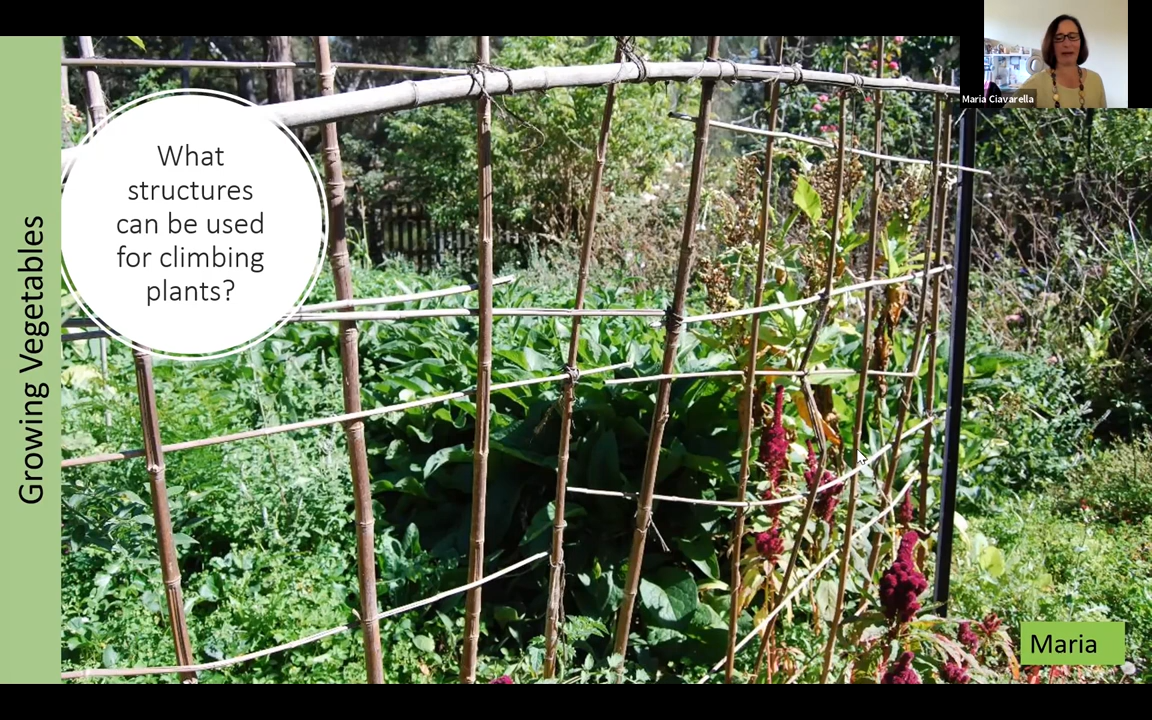 Growing Vegetables
What
structures
can be used
for climbing
plants?
Maria Ciavarella
Maria